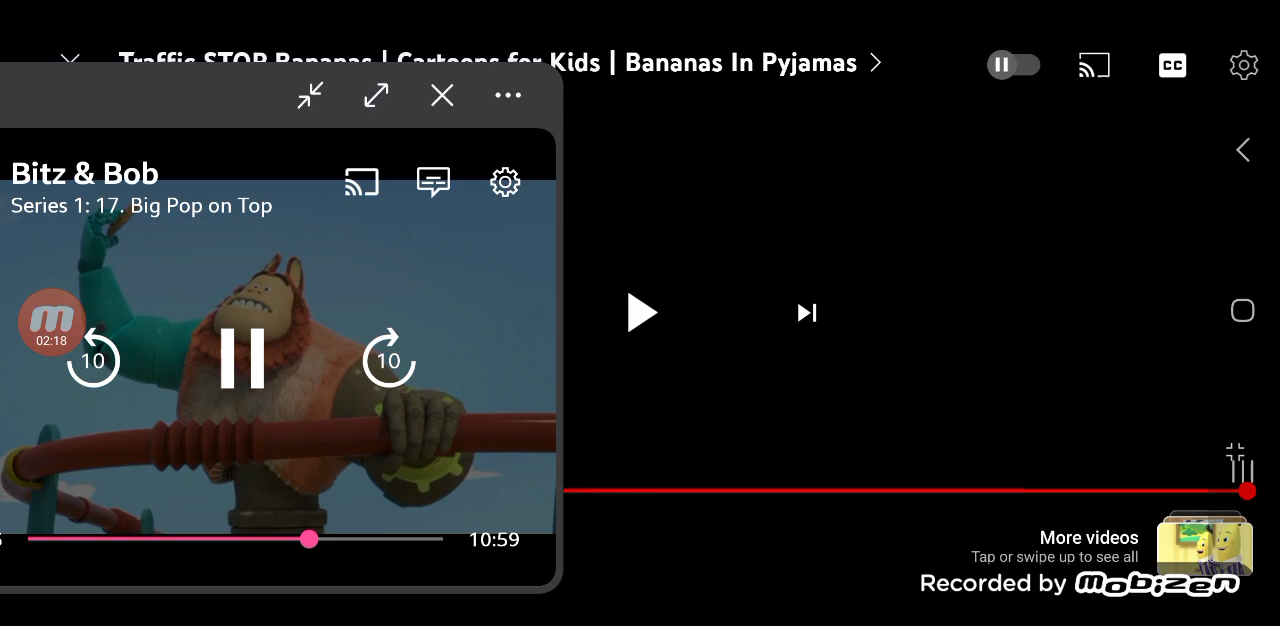 Traffic STOP Bananas | Cartoons for Kids | Bananas In Pyjamas
CC
Bitz & Bob
Series 1: 17. Big Pop on Top
m
02:18
10
10
10:59
More videos
Tap or swipe up to see all
Recorded by mobizen